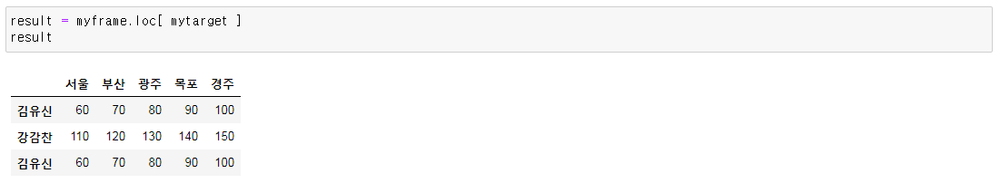 result = myframe.loc[ mytarget ]
result
서울 부산 광주 목포 경주
김유신 60 70 80 90 100
강감찬 110 120 130 140 150
김유신 60 70 80 90 100